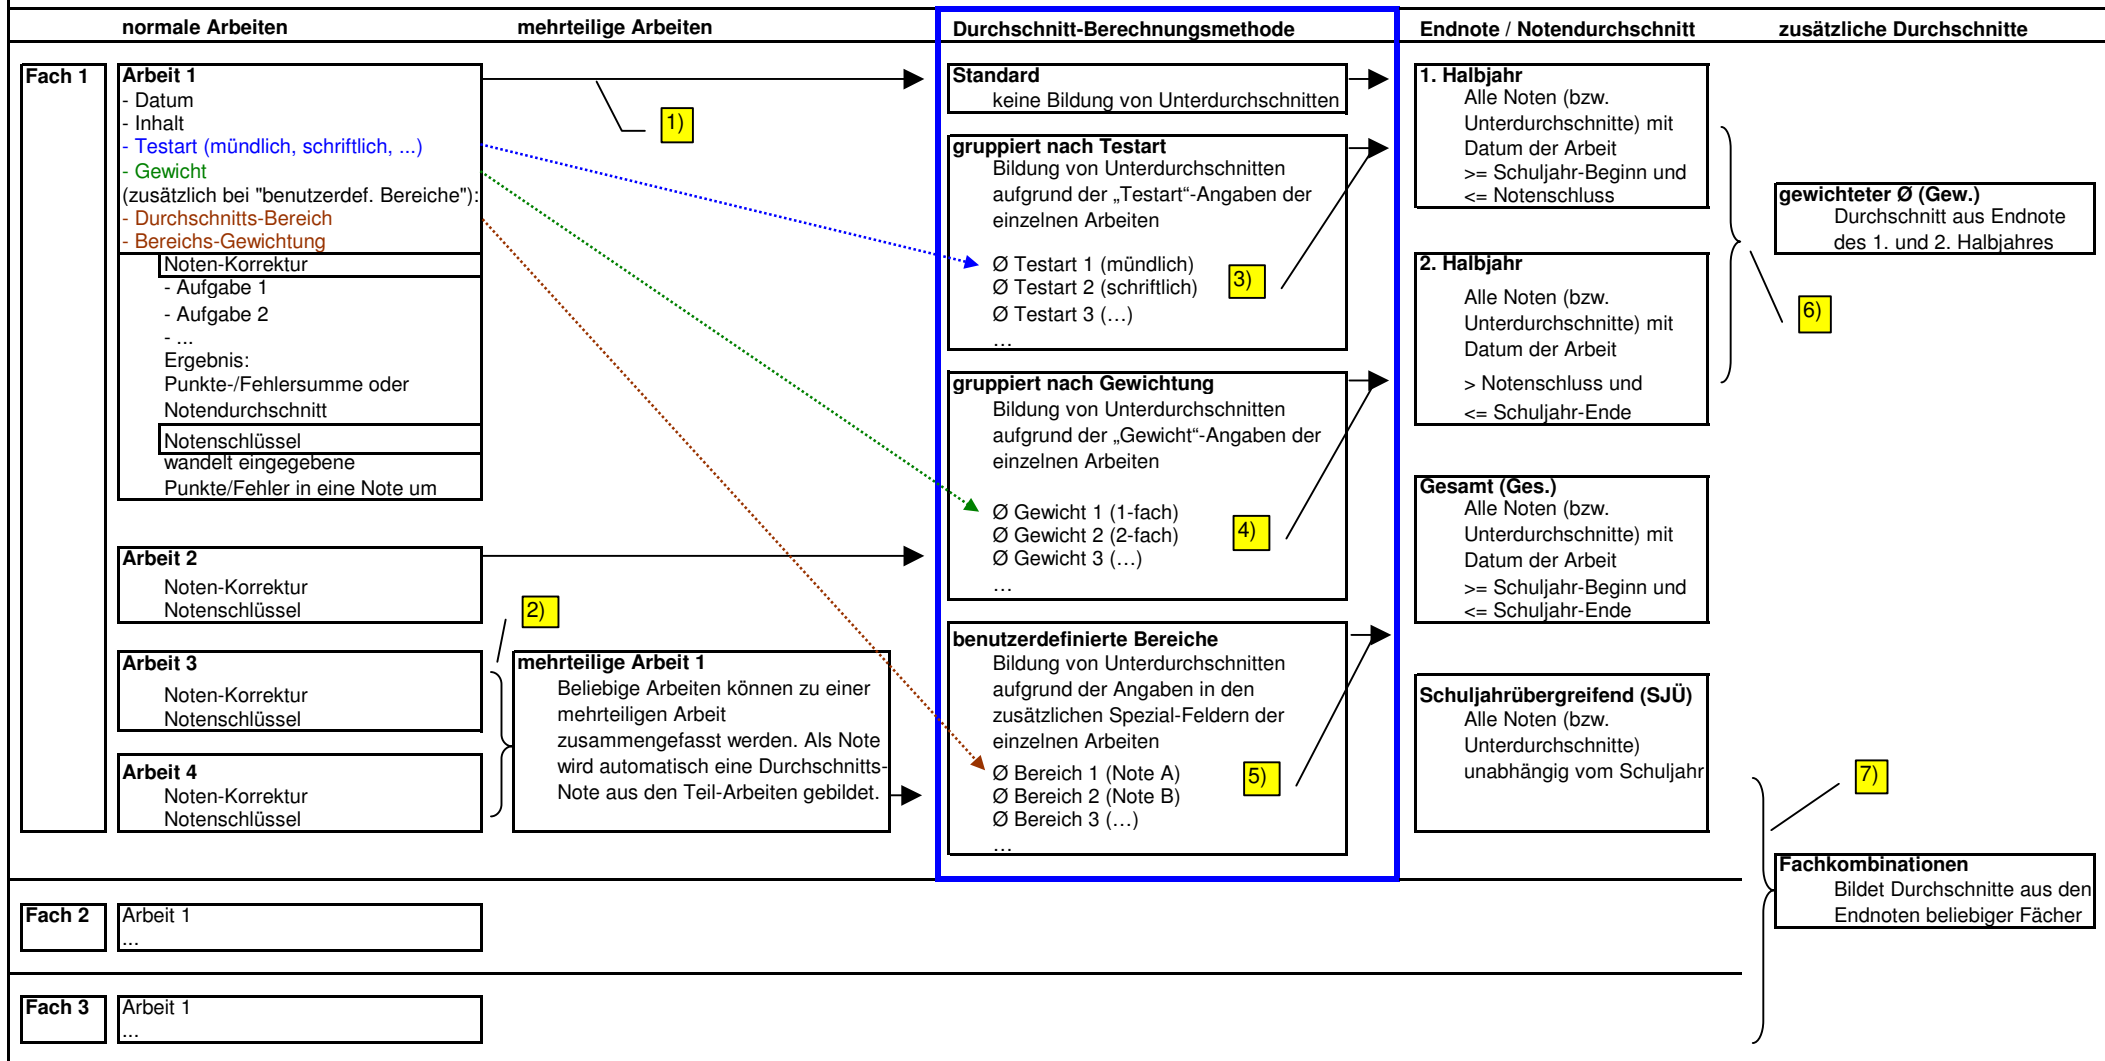 normale Arbeiten
mehrteilige Arbeiten
Durchschnitt-Berechnungsmethode
Endnote / Notendurchschnitt
zusätzliche Durchschnitte
Fach 1
Arbeit 1
- Datum
- Inhalt
- Testart (mündlich, schriftlich, ...)
- Gewicht
(zusätzlich bei "benutzerdef. Bereiche"):
- Durchschnitts-Bereich
- Bereichs-Gewichtung
Noten-Korrektur
- Aufgabe 1
- Aufgabe 2
- ...
Ergebnis:
Punkte-/Fehlersumme oder
Notendurchschnitt
Notenschlüssel
wandelt eingegebene
Punkte/Fehler in eine Note um
Arbeit 2
Noten-Korrektur
Notenschlüssel
Arbeit 3
Noten-Korrektur
Notenschlüssel
Arbeit 4
Noten-Korrektur
Notenschlüssel
1)
2)
mehrteilige Arbeit 1
Beliebige Arbeiten können zu einer
mehrteiligen Arbeit
zusammengefasst werden. Als Note
wird automatisch eine Durchschnitts-
Note aus den Teil-Arbeiten gebildet.
Standard
keine Bildung von Unterdurchschnitten
gruppiert nach Testart
Bildung von Unterdurchschnitten
aufgrund der „Testart“-Angaben der
einzelnen Arbeiten
Ø Testart 1 (mündlich)
Ø Testart 2 (schriftlich)
Ø Testart 3 (…)
…
3)
gruppiert nach Gewichtung
Bildung von Unterdurchschnitten
aufgrund der „Gewicht“-Angaben der
einzelnen Arbeiten
Ø Gewicht 1 (1-fach)
Ø Gewicht 2 (2-fach)
Ø Gewicht 3 (…)
…
4)
benutzerdefinierte Bereiche
Bildung von Unterdurchschnitten
aufgrund der Angaben in den
zusätzlichen Spezial-Feldern der
einzelnen Arbeiten
Ø Bereich 1 (Note A)
Ø Bereich 2 (Note B)
Ø Bereich 3 (…)
…
5)
1. Halbjahr
Alle Noten (bzw.
Unterdurchschnitte) mit
Datum der Arbeit
>= Schuljahr-Beginn und
<= Notenschluss
2. Halbjahr
Alle Noten (bzw.
Unterdurchschnitte) mit
Datum der Arbeit
> Notenschluss und
<= Schuljahr-Ende
Gesamt (Ges.)
Alle Noten (bzw.
Unterdurchschnitte) mit
Datum der Arbeit
>= Schuljahr-Beginn und
<= Schuljahr-Ende
Schuljahrübergreifend (SJÜ)
Alle Noten (bzw.
Unterdurchschnitte)
unabhängig vom Schuljahr
gewichteter Ø (Gew.)
Durchschnitt aus Endnote
des 1. und 2. Halbjahres
6)
7)
Fachkombinationen
Bildet Durchschnitte aus den
Endnoten beliebiger Fächer
Fach 2
Arbeit 1
...
Fach 3
Arbeit 1
...